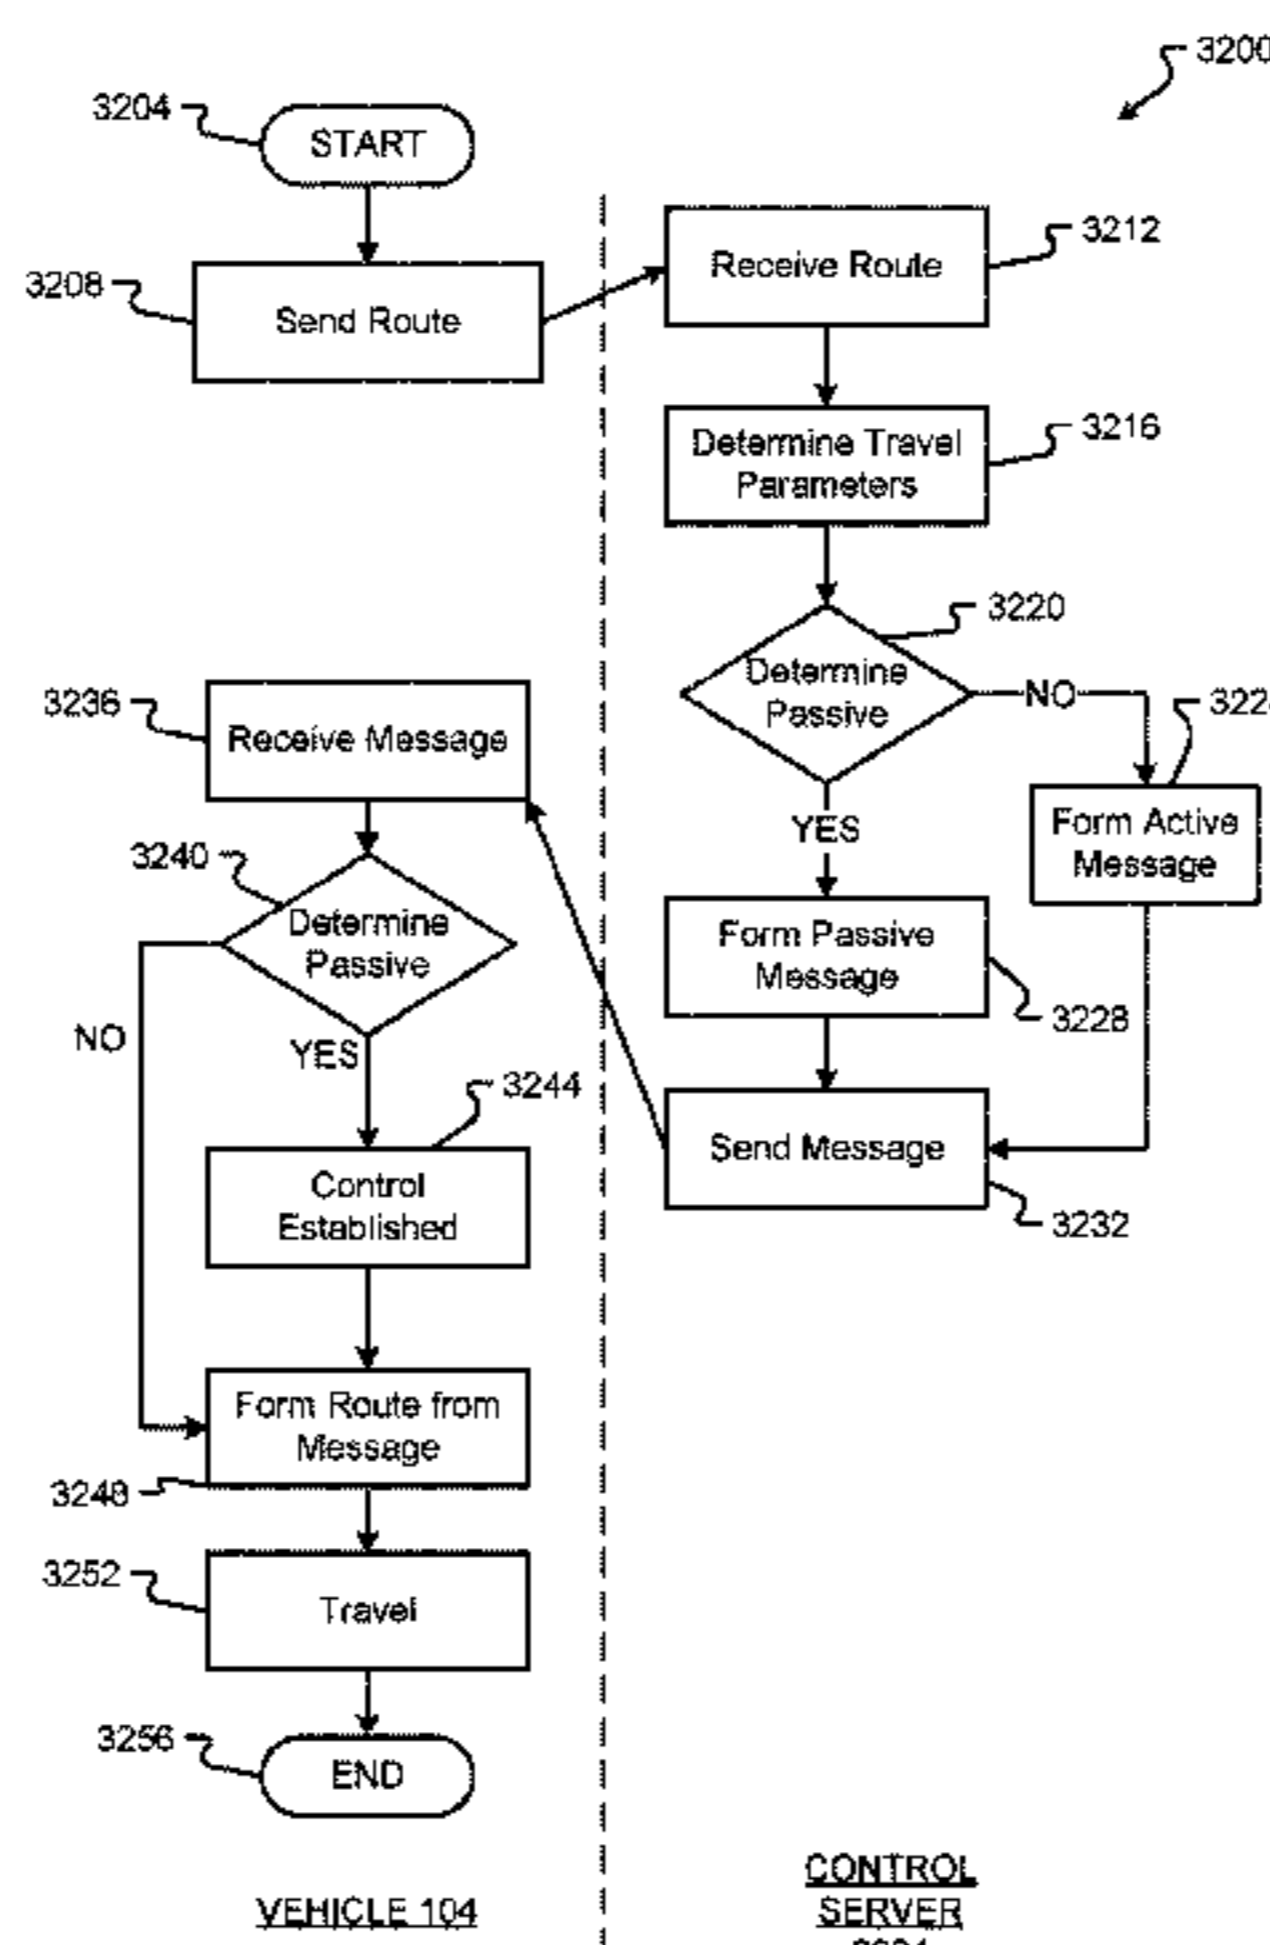 3200
3204
START
3208
Send Route
3212
Receive Route
3216
Determine Travel
Parameters
3220
Determine
Passive
NO
Form Active
Message
YES
Form Passive
Message
3228
Send Message
3232
3236
Receive Message
3240
Determine
Passive
NO
YES
3244
Control
Established
Form Route from
Message
3248
3252
Travel
3256
END
VEHICLE 104
CONTROL
SERVER